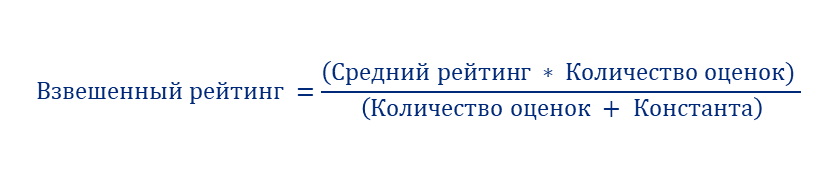 Взвешенный рейтинг = (Средний рейтинг * Количество оценок)
(Количество оценок + Константа)